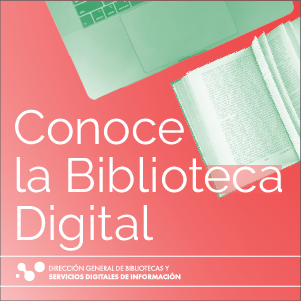 Conoce
la Biblioteca
Digital
DIRECCIÓN GENERAL DE BIBLIOTECAS Y
SERVICIOS DIGITALES DE INFORMACIÓN